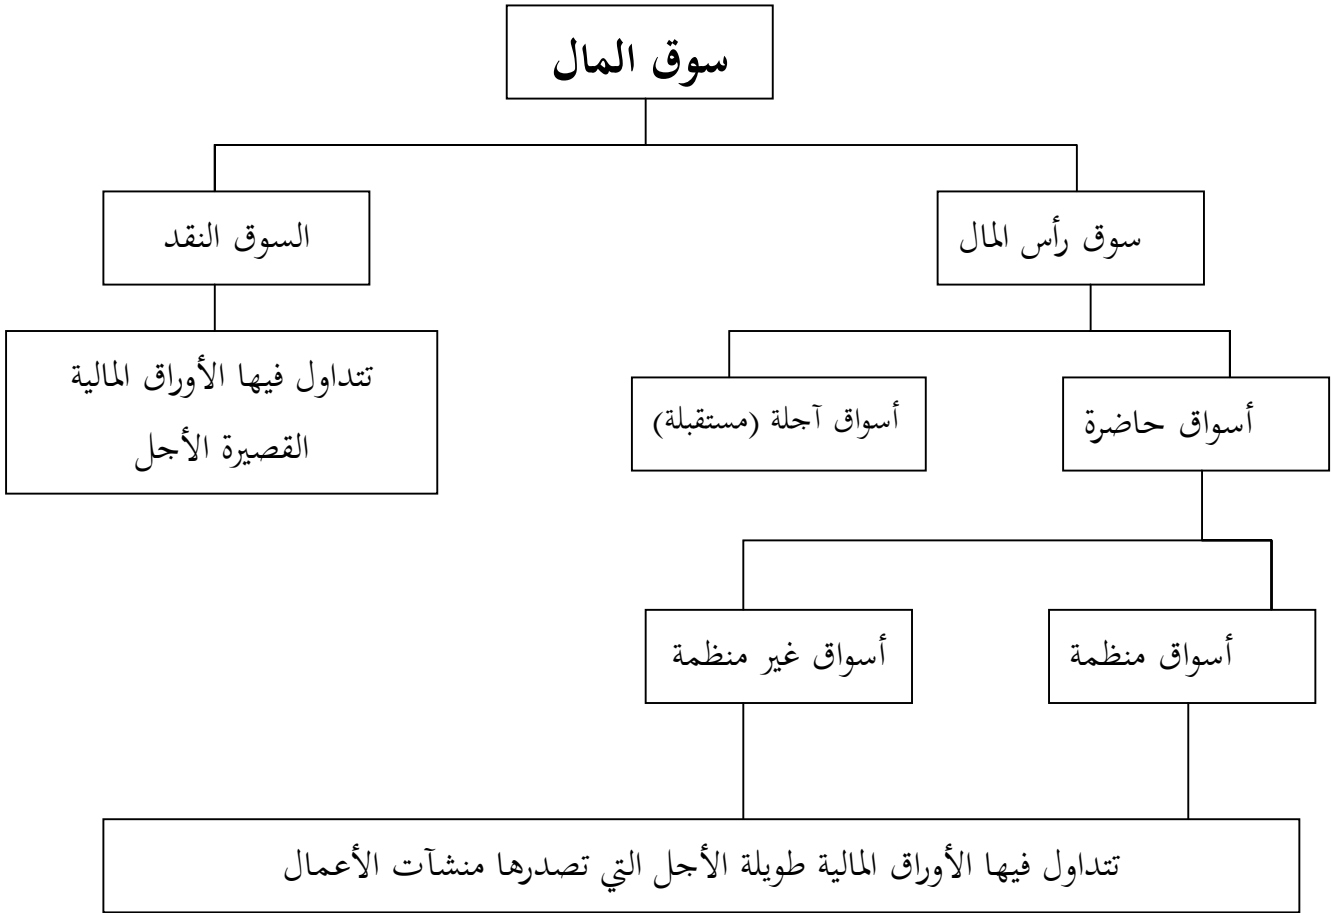 سوق المال
سوق رأس المال
السوق النقد
تتداول فيها الأوراق المالية
القصيرة الأجل
أسواق حاضرة
أسواق آجلة (مستقبلة)
أسواق منظمة
أسواق غير منظمة
تتداول فيها الأوراق المالية طويلة الأجل التي تصدرها منشآت الأعمال